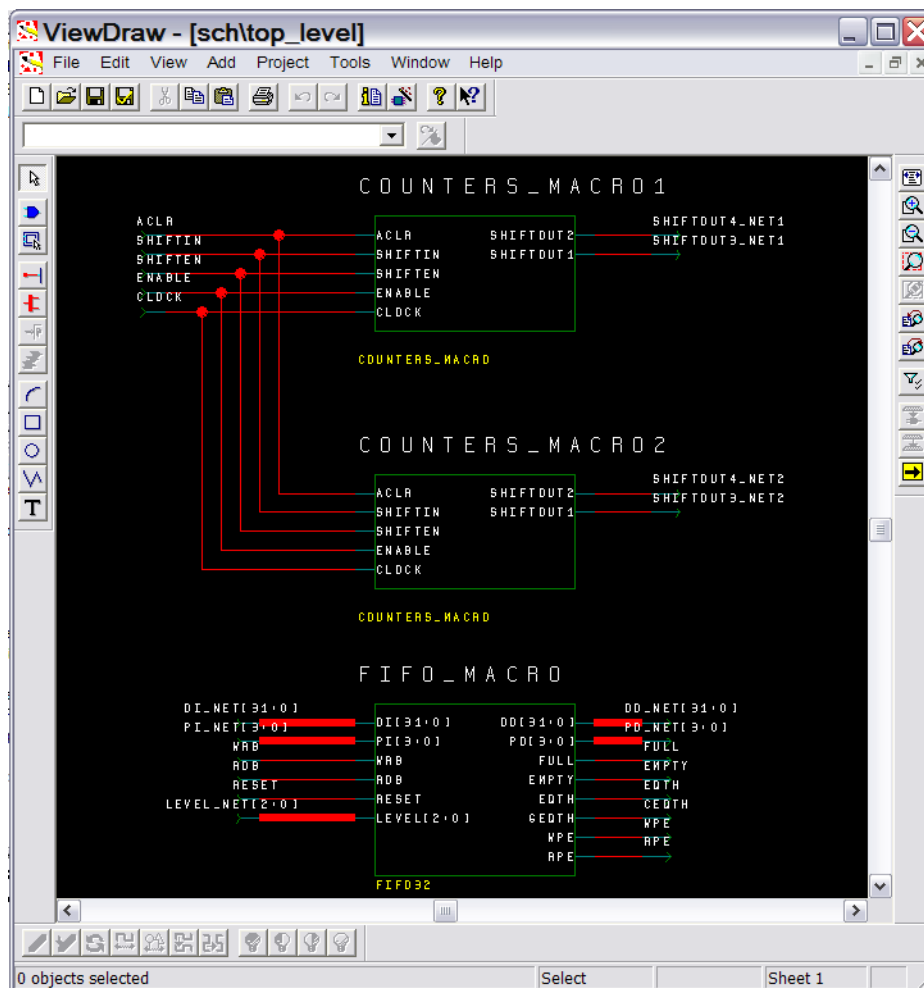 ViewDraw - [sch\top_level]
File Edit View Add Project Tools Window Help
COUNTERS_MACRO1
ACLR
SHIFTIN
SHIFTEN
ENABLE
CLOCK
ACLR
SHIFTIN
SHIFTEN
ENABLE
CLOCK
SHIFTOUT2
SHIFTOUT1
SHIFTOUT4_NET1
SHIFTOUT3_NET1
COUNTERS_MACRO
COUNTERS_MACRO2
ACLR
SHIFTIN
SHIFTEN
ENABLE
CLOCK
SHIFTOUT2
SHIFTOUT1
SHIFTOUT4_NET2
SHIFTOUT3_NET2
COUNTERS_MACRO
FIFO_MACRO
DI_NET[31:0]
PI_NET[3:0]
WRB
RDB
RESET
LEVEL_NET[2:0]
DI[31:0]
PI[3:0]
WRB
RDB
RESET
LEVEL[2:0]
DO[31:0]
PO[3:0]
FULL
EMPTY
EQTH
GEQTH
WPE
RPE
DO_NET[31:0]
PO_NET[3:0]
FULL
EMPTY
EQTH
GEQTH
WPE
RPE
FIFO32
T
0 objects selected
Select
Sheet 1